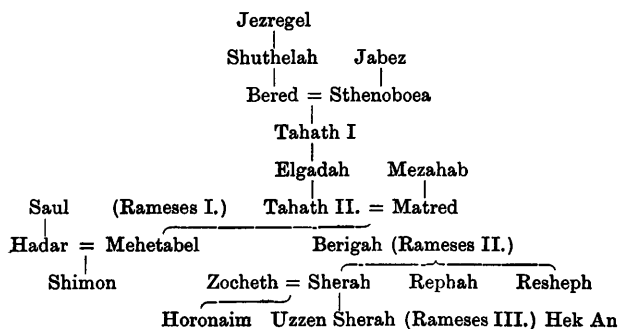 Jezregel
Shuthelah Jabez
Bered = Sthenoboea
Tahath I
Elgadah Mezahab
Saul (Rameses I.) Tahath II. = Matred
Hadar = Mehetabel Berigah (Rameses II.)
Shimon Zocheth = Sherah Rephah Resheph
Horonaim Uzzen Sherah (Rameses III.) Hek An